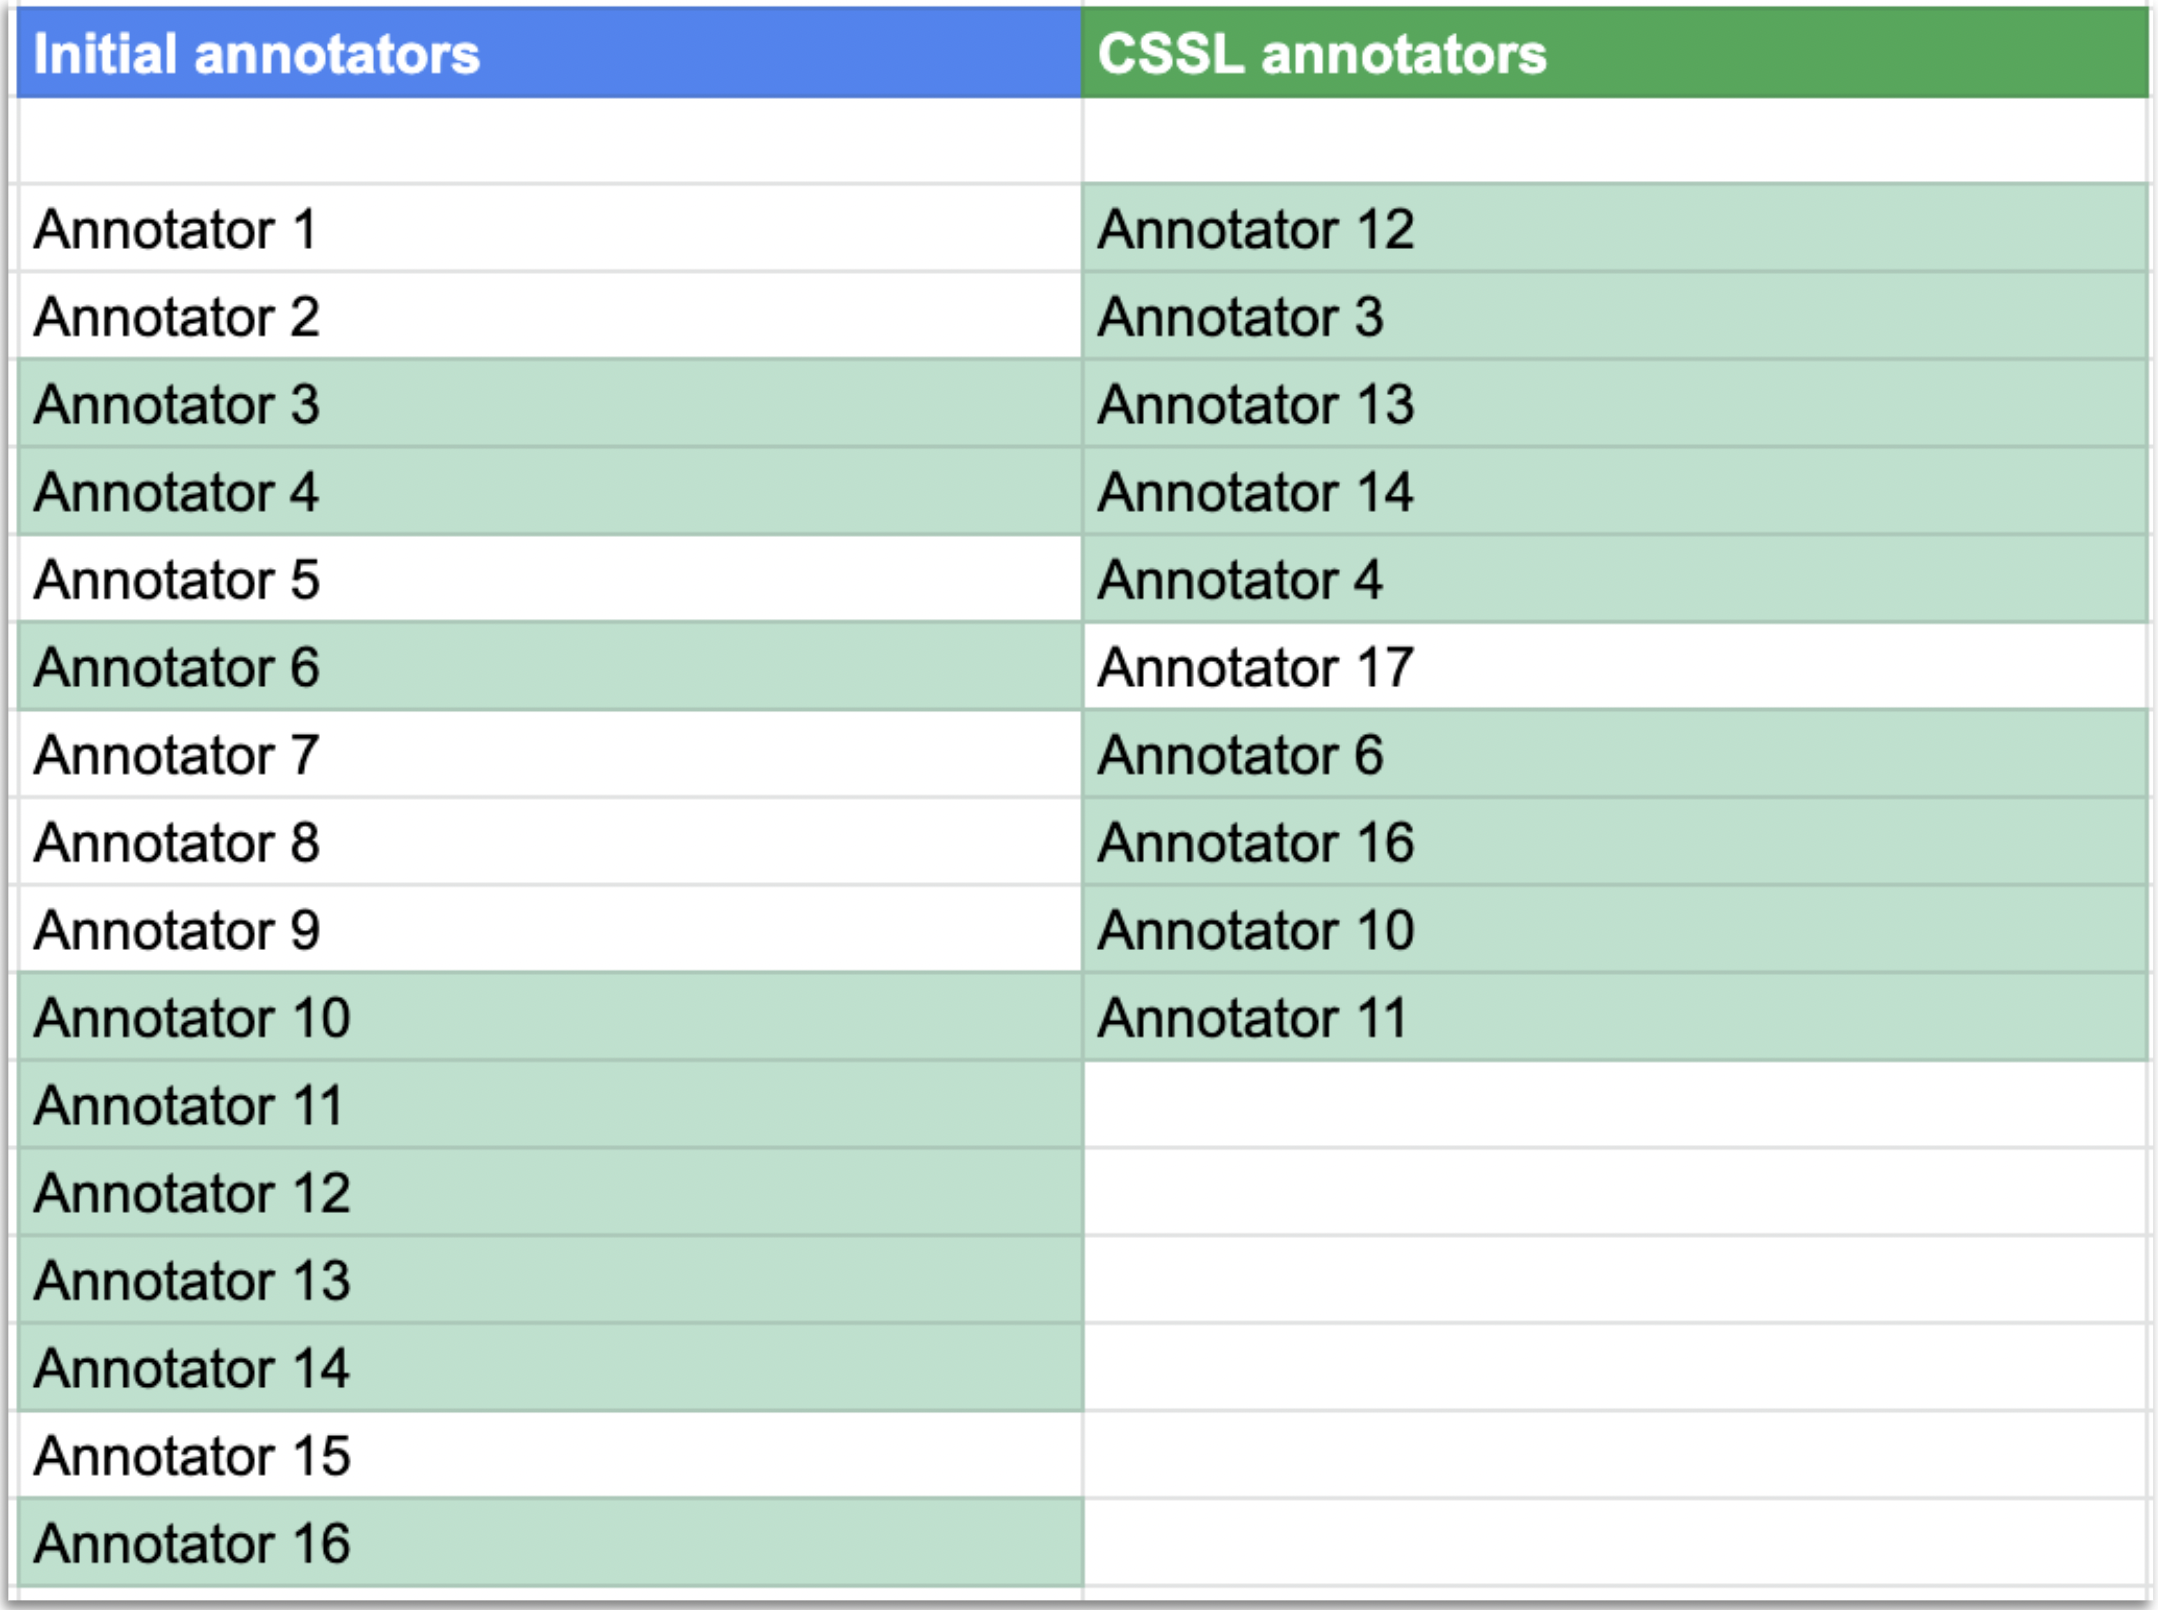 Initial annotators CSSL annotators
Annotator 1 Annotator 12
Annotator 2 Annotator 3
Annotator 3 Annotator 13
Annotator 4 Annotator 14
Annotator 5 Annotator 4
Annotator 6 Annotator 17
Annotator 7 Annotator 6
Annotator 8 Annotator 16
Annotator 9 Annotator 10
Annotator 10 Annotator 11
Annotator 11
Annotator 12
Annotator 13
Annotator 14
Annotator 15
Annotator 16